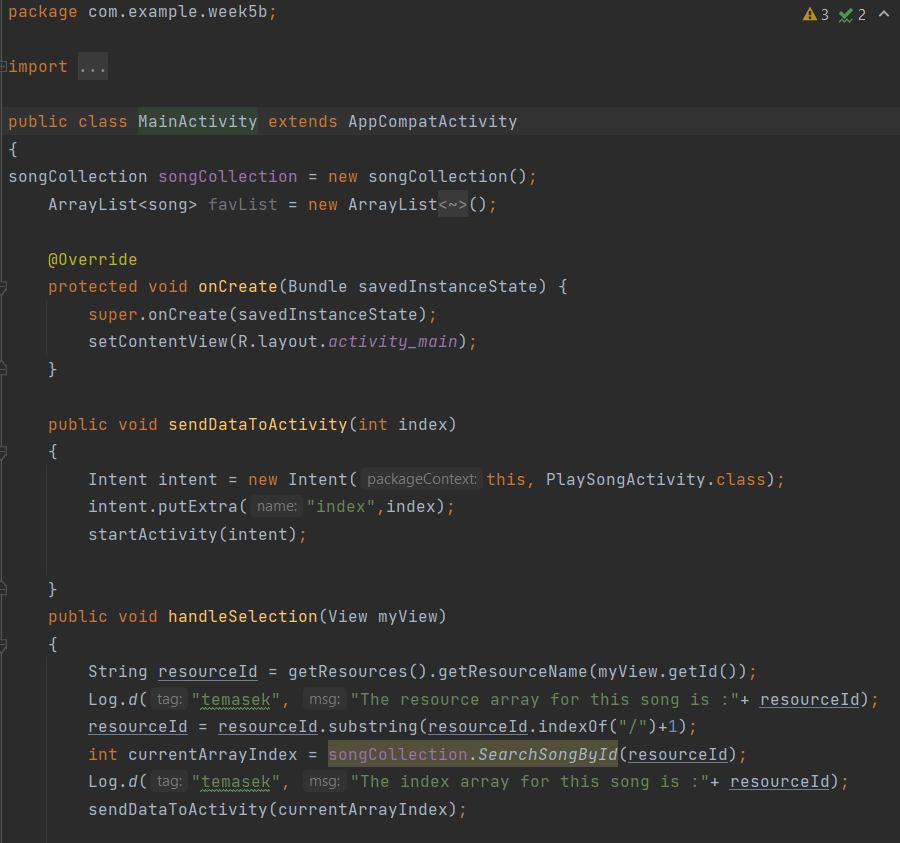 package com.example.week5b;
3 2
import ...
public class MainActivity extends AppCompatActivity
{
songCollection songCollection = new songCollection();
ArrayList<song> favList = new ArrayList<~>();
@Override
protected void onCreate(Bundle savedInstanceState) {
super.onCreate(savedInstanceState);
setContentView(R.layout.activity_main);
}
public void sendDataToActivity(int index)
{
Intent intent = new Intent( packageContext: this, PlaySongActivity.class);
intent.putExtra( name: "index",index);
startActivity(intent);
}
public void handleSelection(View myView)
{
String resourceId = getResources().getResourceName(myView.getId());
Log.d( tag: "temasek", msg: "The resource array for this song is :"+ resourceId);
resourceId = resourceId.substring(resourceId.indexOf("/")+1);
int currentArrayIndex = songCollection.SearchSongById(resourceId);
Log.d( tag: "temasek", msg: "The index array for this song is :"+ resourceId);
sendDataToActivity(currentArrayIndex);